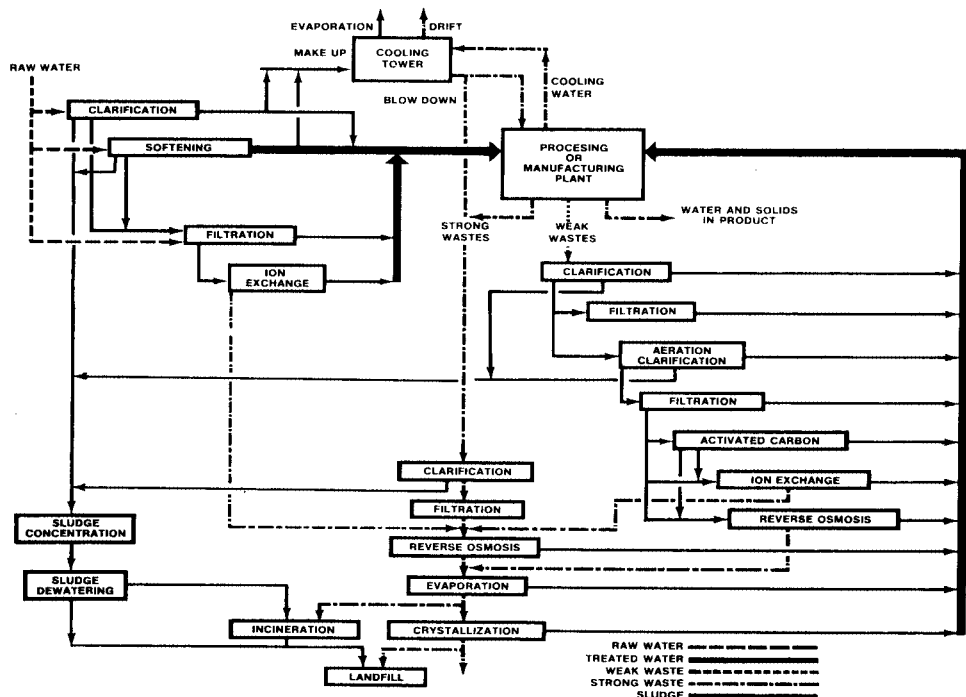 EVAPORATION
DRIFT
MAKE UP
COOLING
TOWER
RAW WATER
COOLING
WATER
BLOW DOWN
CLARIFICATION
SOFTENING
PROCESING
OR
MANUFACTURING
PLANT
STRONG
WASTES
WEAK
WASTES
WATER AND SOLIDS
IN PRODUCT
FILTRATION
ION
EXCHANGE
CLARIFICATION
FILTRATION
AERATION
CLARIFICATION
FILTRATION
ACTIVATED CARBON
ION EXCHANGE
REVERSE OSMOSIS
CLARIFICATION
FILTRATION
REVERSE OSMOSIS
EVAPORATION
CRYSTALLIZATION
SLUDGE
CONCENTRATION
SLUDGE
DEWATERING
INCINERATION
LANDFILL
RAW WATER
TREATED WATER
WEAK WASTE
STRONG WASTE
SLUDGE